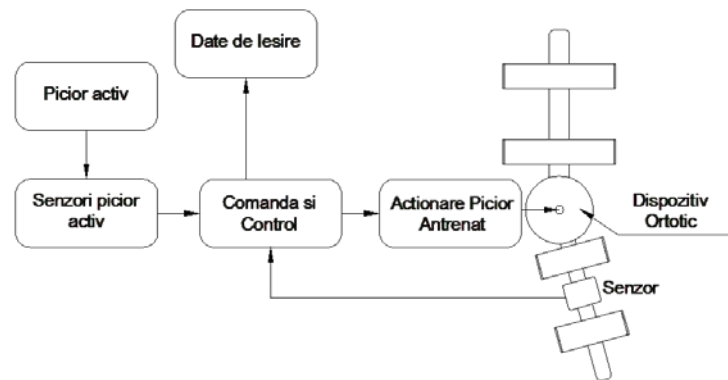 Date de Iesire
Picior activ
Senzori picior
activ
Comanda si
Control
Actionare Picior
Antrenat
Dispozitiv
Ortotic
Senzor